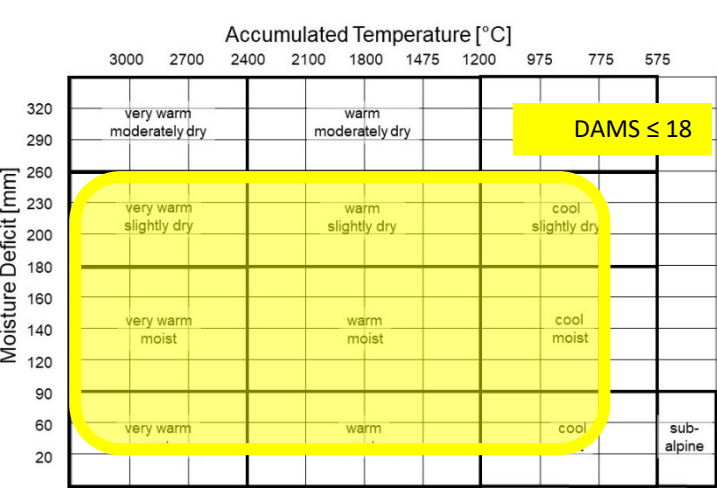 Accumulated Temperature [°C]
3000 2700 2400 2100 1800 1475 1200 975 775 575
Moisture Deficit [mm]
320
290
260
230
200
180
160
140
120
90
60
20
very warm
moderately dry
warm
moderately dry
DAMS ≤ 18
very warm
slightly dry
warm
slightly dry
cool
slightly dry
very warm
moist
warm
moist
cool
moist
very warm
warm
cool
sub-
alpine